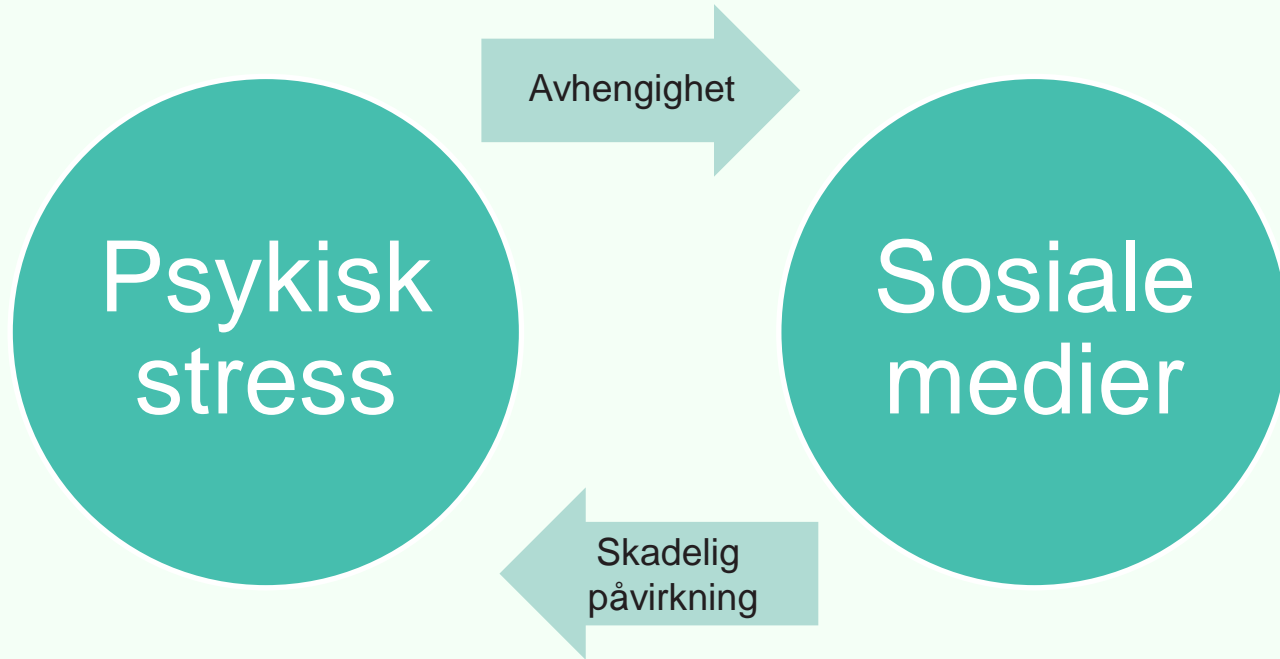 Avhengighet
Psykisk
stress
Sosiale
medier
Skadelig
påvirkning